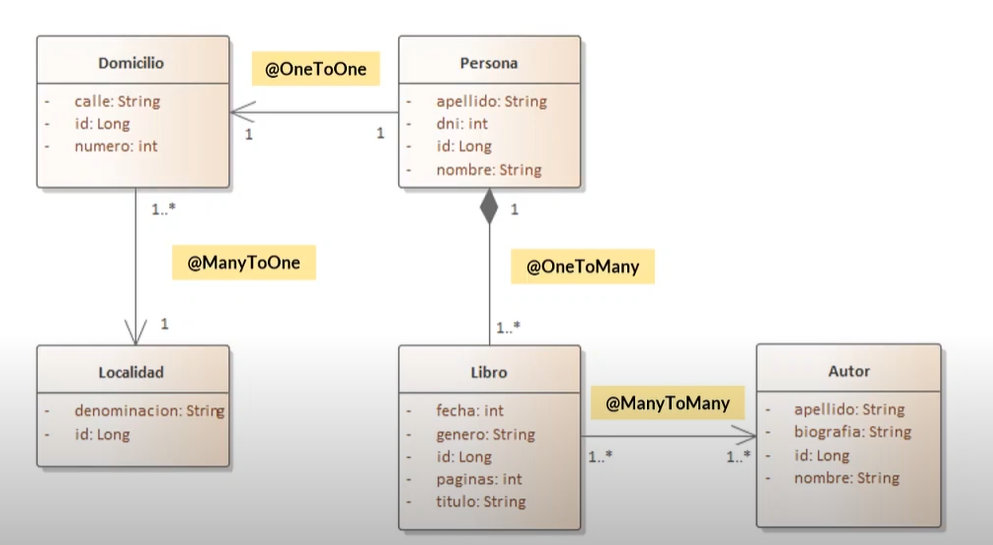 Domicilio
- calle: String
- id: Long
- numero: int
@OneToOne
1
1
Persona
- apellido: String
- dni: int
- id: Long
- nombre: String
1..*
@ManyToOne
1
1
@OneToMany
1..*
Localidad
- denominacion: String
- id: Long
Libro
- fecha: int
- genero: String
- id: Long
- paginas: int
- titulo: String
@ManyToMany
1..*
1..*
Autor
- apellido: String
- biografia: String
- id: Long
- nombre: String